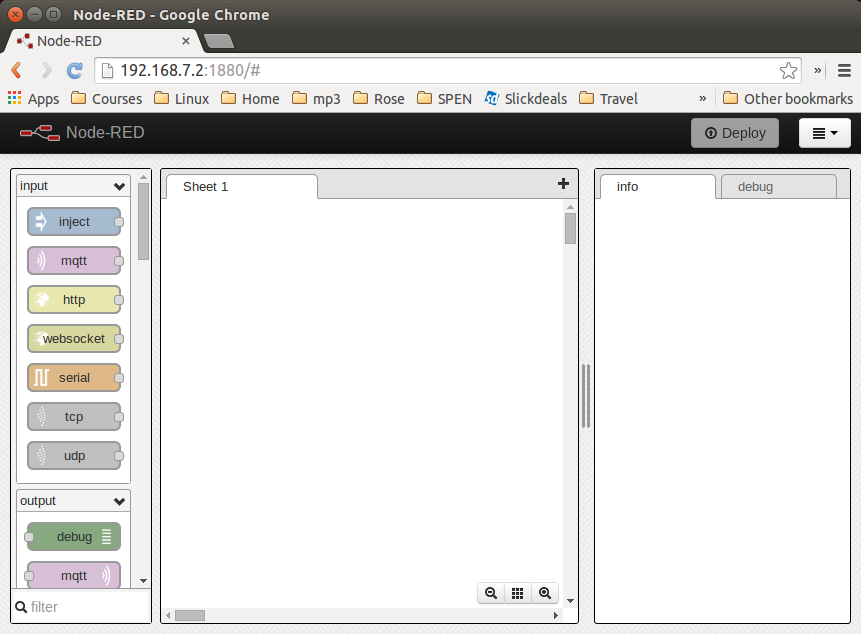 Node-RED - Google Chrome
Node-RED
192.168.7.2:1880/#
Apps Courses Linux Home mp3 Rose SPEN Slickdeals Travel » Other bookmarks
Node-RED Deploy
input Sheet 1 info debug
inject
mqtt
http
websocket
serial
tcp
udp
output
debug
mqtt
filter